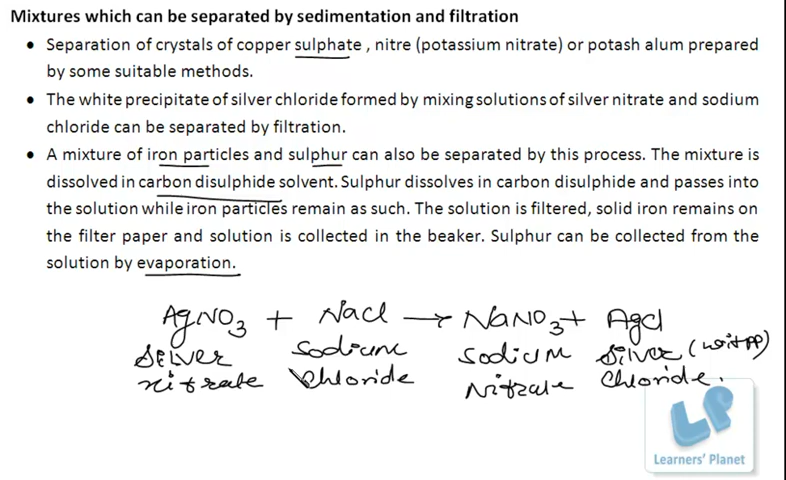 Mixtures which can be separated by sedimentation and filtration
• Separation of crystals of copper sulphate , nitre (potassium nitrate) or potash alum prepared
by some suitable methods.
• The white precipitate of silver chloride formed by mixing solutions of silver nitrate and sodium
chloride can be separated by filtration.
• A mixture of iron particles and sulphur can also be separated by this process. The mixture is
dissolved in carbon disulphide solvent. Sulphur dissolves in carbon disulphide and passes into
the solution while iron particles remain as such. The solution is filtered, solid iron remains on
the filter paper and solution is collected in the beaker. Sulphur can be collected from the
solution by evaporation.
AgNO3 + NaCl → NaNO3 + AgCl
Silver Sodium Sodium Silver
Nitrate Chloride Nitrate Chloride.
LP
Learners' Planet